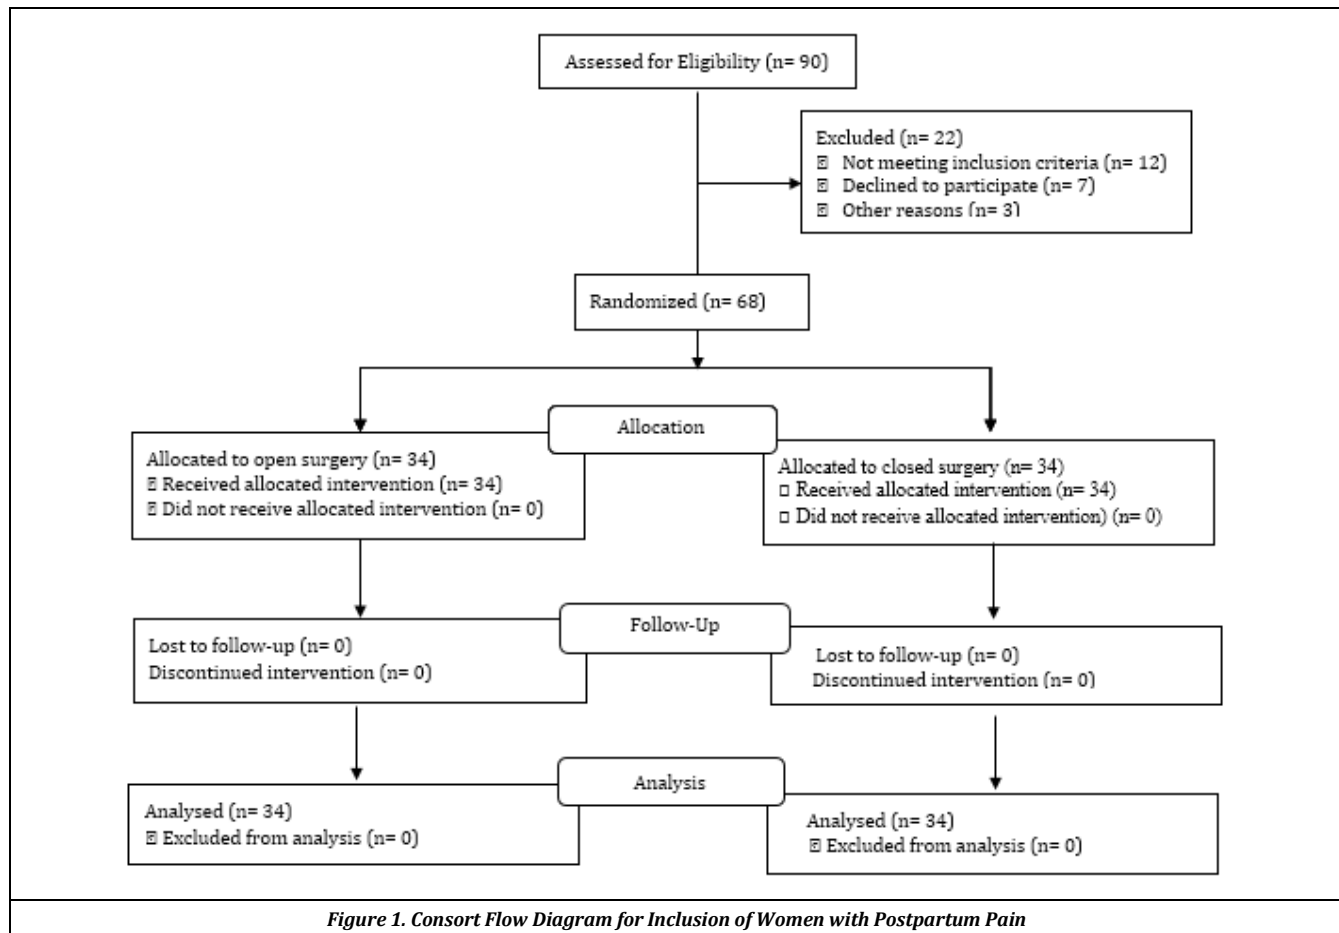 Assessed for Eligibility (n= 90)
Excluded (n= 22)
Not meeting inclusion criteria (n= 12)
Declined to participate (n= 7)
Other reasons (n= 3)
Randomized (n= 68)
Allocation
Allocated to open surgery (n= 34)
Received allocated intervention (n= 34)
Did not receive allocated intervention (n= 0)
Allocated to closed surgery (n= 34)
□ Received allocated intervention (n= 34)
□ Did not receive allocated intervention) (n= 0)
Follow-Up
Lost to follow-up (n= 0)
Discontinued intervention (n= 0)
Lost to follow-up (n= 0)
Discontinued intervention (n= 0)
Analysis
Analysed (n= 34)
Excluded from analysis (n= 0)
Analysed (n= 34)
Excluded from analysis (n= 0)
Figure 1. Consort Flow Diagram for Inclusion of Women with Postpartum Pain